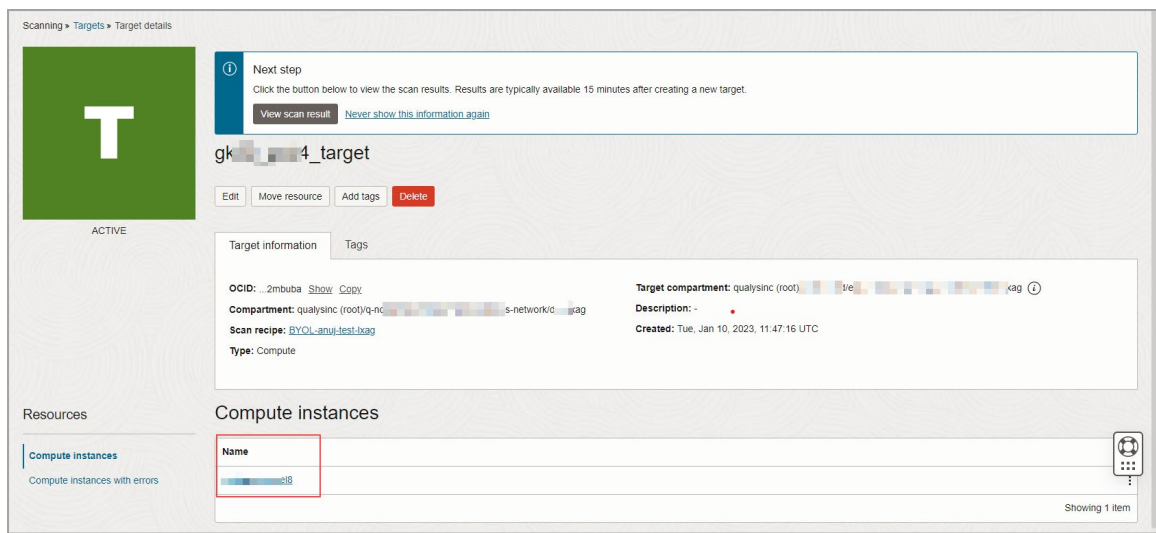 Scanning » Targets » Target details
T
ACTIVE
Next step
Click the button below to view the scan results. Results are typically available 15 minutes after creating a new target.
View scan result Never show this information again
gk 4_target
Edit Move resource Add tags Delete
Target information Tags
OCID: ...2mbuba Show Copy
Compartment: qualysinc (root)/q-nc s-network/d xag
Scan recipe: BYOL-anuj-test-lxag
Type: Compute
Target compartment: qualysinc (root) d/e xag
Description: -
Created: Tue, Jan 10, 2023, 11:47:16 UTC
Resources
Compute instances
Compute instances with errors
Compute instances
Name
el8
Showing 1 item